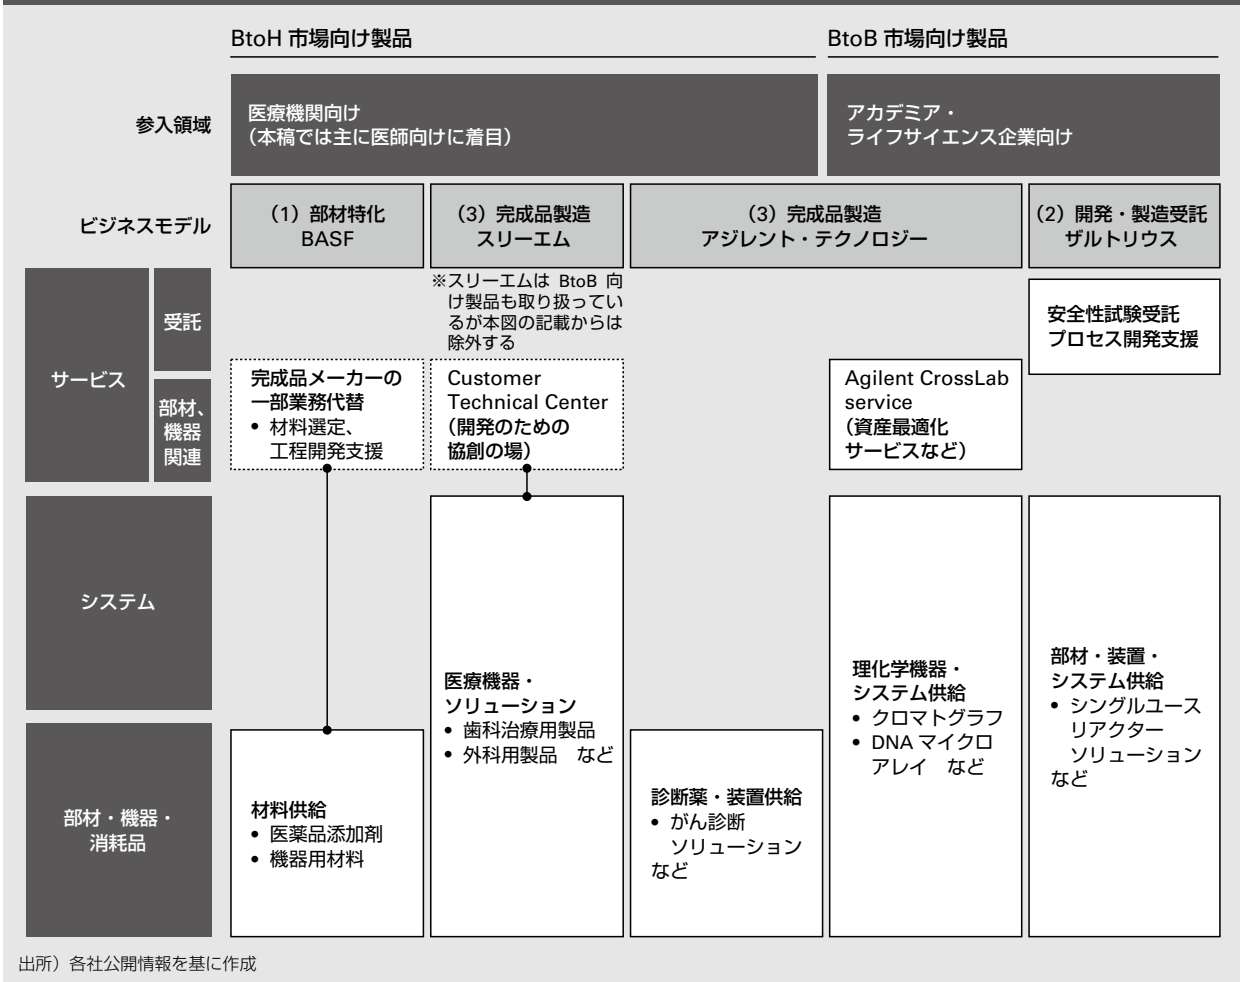 BtoH 市場向け製品
BtoB 市場向け製品
参入領域
医療機関向け
（本稿では主に医師向けに着目）
アカデミア・
ライフサイエンス企業向け
ビジネスモデル
（1）部材特化
BASF
（3）完成品製造
スリーエム
（3）完成品製造
アジレント・テクノロジー
（2）開発・製造受託
ザルトリウス
※スリーエムは BtoB 向
け製品も取り扱ってい
るが本図の記載からは
除外する
サービス
受託
安全性試験受託
プロセス開発支援
部材、
機器
関連
完成品メーカーの
一部業務代替
• 材料選定、
工程開発支援
Customer
Technical Center
（開発のための
協創の場）
Agilent CrossLab
service
（資産最適化
サービスなど）
システム
部材・機器・
消耗品
材料供給
• 医薬品添加剤
• 機器用材料
医療機器・
ソリューション
• 歯科治療用製品
• 外科用製品　など
診断薬・装置供給
• がん診断
ソリューション
など
理化学機器・
システム供給
• クロマトグラフ
• DNA マイクロ
アレイ　など
部材・装置・
システム供給
• シングルユース
リアクター
ソリューション
など
出所）各社公開情報を基に作成